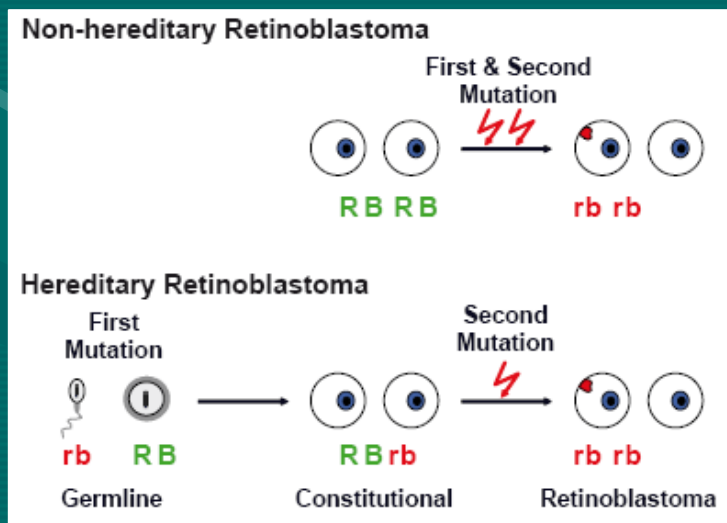 Non-hereditary Retinoblastoma
First & Second
Mutation
RB RB
rb rb
Hereditary Retinoblastoma
First
Mutation
Second
Mutation
rb RB
RB rb
rb rb
Germline Constitutional Retinoblastoma